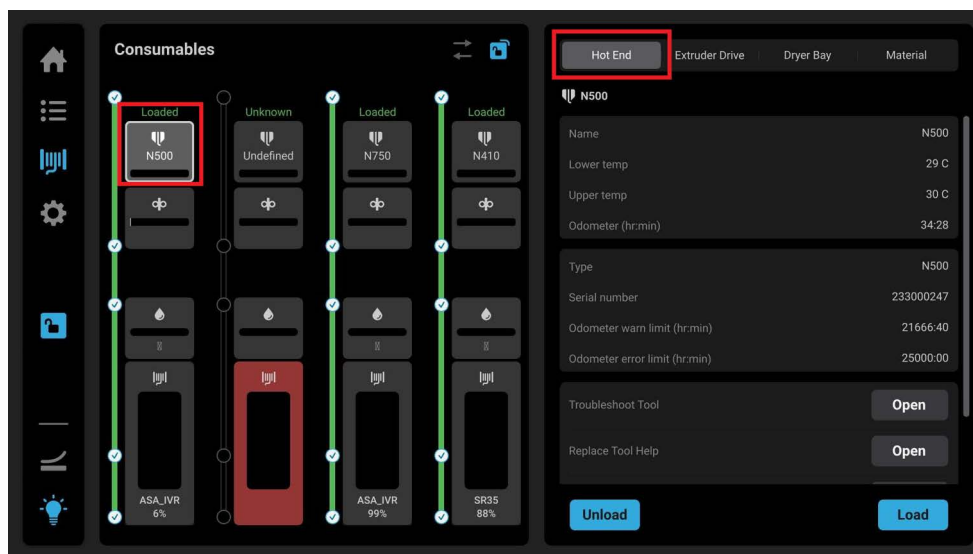 Consumables
Loaded
Unknown
Loaded
Loaded
N500
Undefined
N750
N410
ASA_IVR
6%
ASA_IVR
99%
SR35
88%
Hot End
Extruder Drive
Dryer Bay
Material
N500
Name N500
Lower temp 29 C
Upper temp 30 C
Odometer (hr:min) 34:28
Type N500
Serial number 233000247
Odometer warn limit (hr:min) 21666:40
Odometer error limit (hr:min) 25000:00
Troubleshoot Tool Open
Replace Tool Help Open
Unload
Load